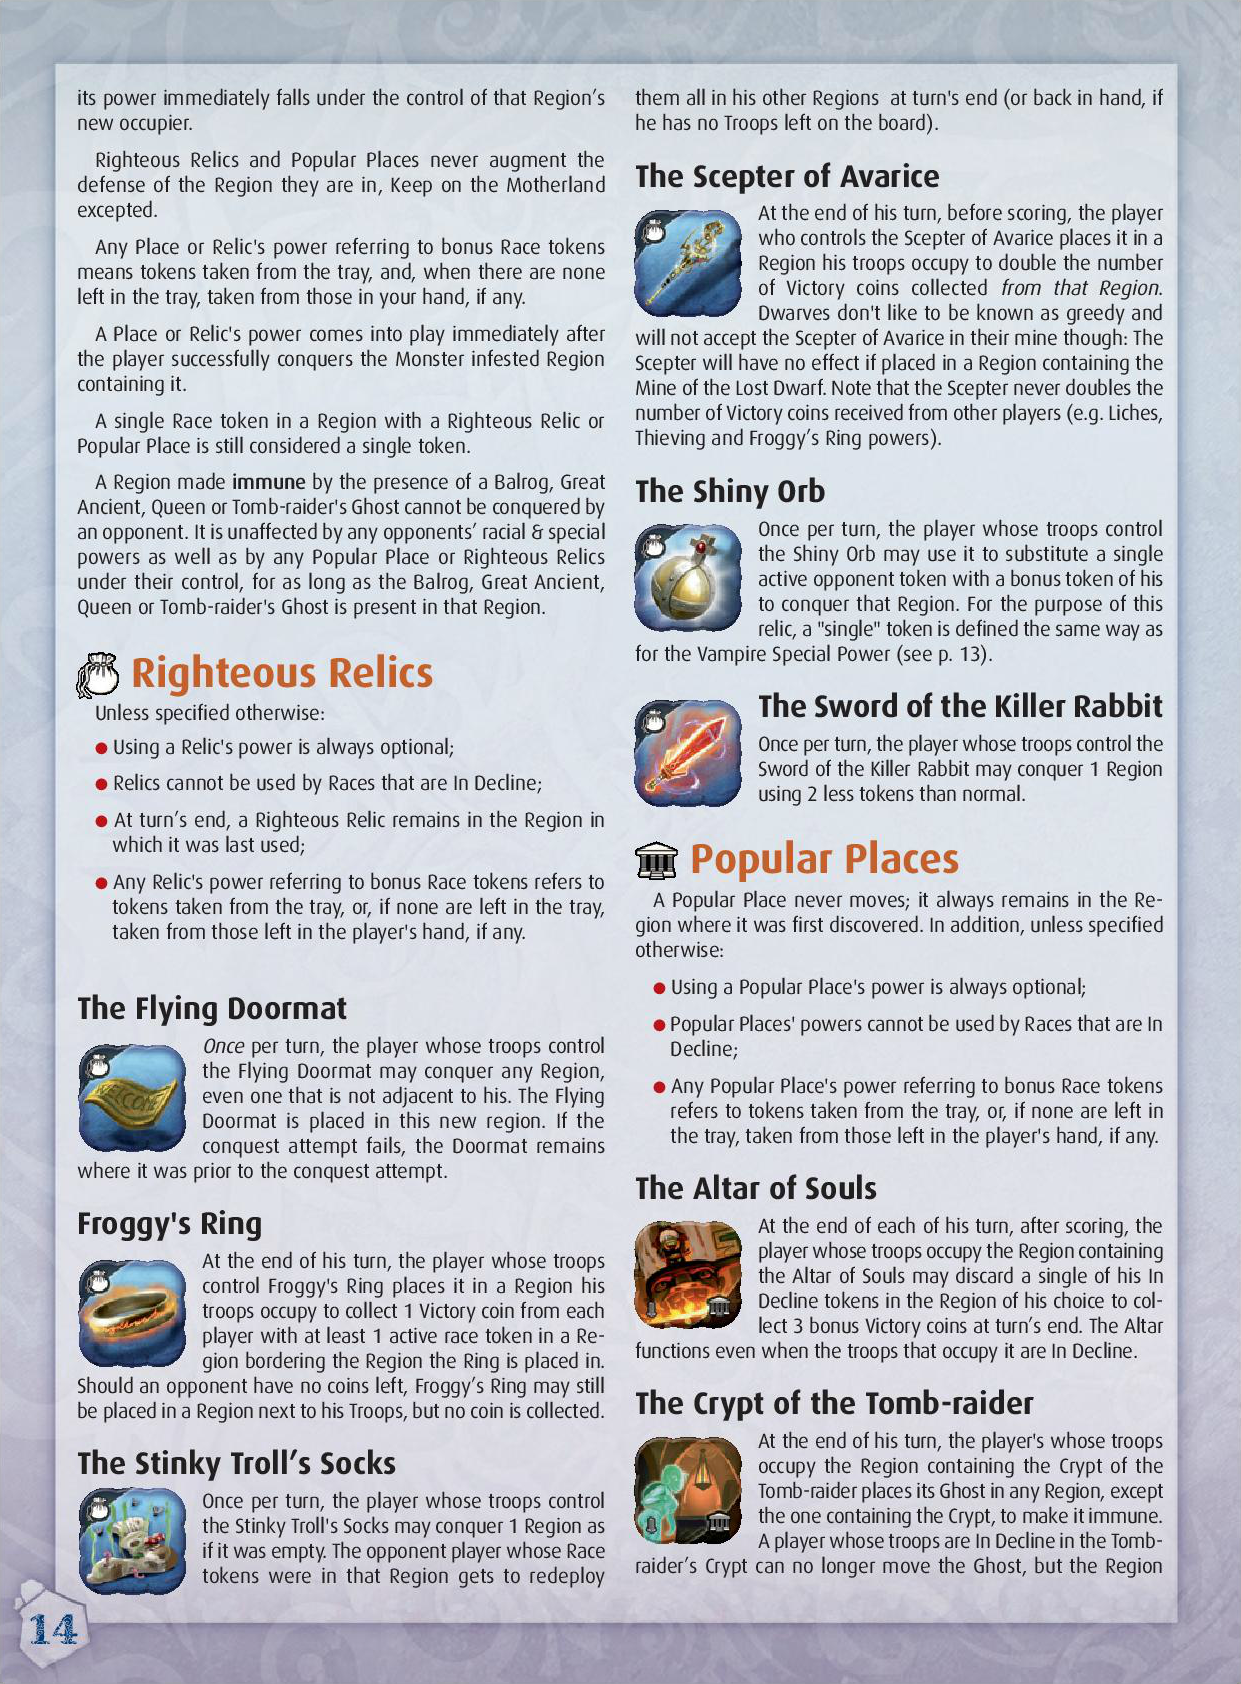 its power immediately falls under the control of that Region’s
new occupier.
Righteous Relics and Popular Places never augment the
defense of the Region they are in, Keep on the Motherland
excepted.
Any Place or Relic's power referring to bonus Race tokens
means tokens taken from the tray, and, when there are none
left in the tray, taken from those in your hand, if any.
A Place or Relic's power comes into play immediately after
the player successfully conquers the Monster infested Region
containing it.
A single Race token in a Region with a Righteous Relic or
Popular Place is still considered a single token.
A Region made immune by the presence of a Balrog, Great
Ancient, Queen or Tomb-raider's Ghost cannot be conquered by
an opponent. It is unaffected by any opponents’ racial & special
powers as well as by any Popular Place or Righteous Relics
under their control, for as long as the Balrog, Great Ancient,
Queen or Tomb-raider's Ghost is present in that Region.
Righteous Relics
Unless specified otherwise:
● Using a Relic's power is always optional;
● Relics cannot be used by Races that are In Decline;
● At turn’s end, a Righteous Relic remains in the Region in
which it was last used;
● Any Relic's power referring to bonus Race tokens refers to
tokens taken from the tray, or, if none are left in the tray,
taken from those left in the player's hand, if any.
The Flying Doormat
WELCOME
Once per turn, the player whose troops control
the Flying Doormat may conquer any Region,
even one that is not adjacent to his. The Flying
Doormat is placed in this new region. If the
conquest attempt fails, the Doormat remains
where it was prior to the conquest attempt.
Froggy's Ring
At the end of his turn, the player whose troops
control Froggy's Ring places it in a Region his
troops occupy to collect 1 Victory coin from each
player with at least 1 active race token in a Re-
gion bordering the Region the Ring is placed in.
Should an opponent have no coins left, Froggy’s Ring may still
be placed in a Region next to his Troops, but no coin is collected.
The Stinky Troll’s Socks
Once per turn, the player whose troops control
the Stinky Troll's Socks may conquer 1 Region as
if it was empty. The opponent player whose Race
tokens were in that Region gets to redeploy
14
them all in his other Regions at turn's end (or back in hand, if
he has no Troops left on the board).
The Scepter of Avarice
At the end of his turn, before scoring, the player
who controls the Scepter of Avarice places it in a
Region his troops occupy to double the number
of Victory coins collected from that Region.
Dwarves don't like to be known as greedy and
will not accept the Scepter of Avarice in their mine though: The
Scepter will have no effect if placed in a Region containing the
Mine of the Lost Dwarf. Note that the Scepter never doubles the
number of Victory coins received from other players (e.g. Liches,
Thieving and Froggy’s Ring powers).
The Shiny Orb
Once per turn, the player whose troops control
the Shiny Orb may use it to substitute a single
active opponent token with a bonus token of his
to conquer that Region. For the purpose of this
relic, a "single" token is defined the same way as
for the Vampire Special Power (see p. 13).
The Sword of the Killer Rabbit
Once per turn, the player whose troops control the
Sword of the Killer Rabbit may conquer 1 Region
using 2 less tokens than normal.
Popular Places
A Popular Place never moves; it always remains in the Re-
gion where it was first discovered. In addition, unless specified
otherwise:
● Using a Popular Place's power is always optional;
● Popular Places' powers cannot be used by Races that are In
Decline;
● Any Popular Place's power referring to bonus Race tokens
refers to tokens taken from the tray, or, if none are left in
the tray, taken from those left in the player's hand, if any.
The Altar of Souls
At the end of each of his turn, after scoring, the
player whose troops occupy the Region containing
the Altar of Souls may discard a single of his In
Decline tokens in the Region of his choice to col-
lect 3 bonus Victory coins at turn’s end. The Altar
functions even when the troops that occupy it are In Decline.
The Crypt of the Tomb-raider
At the end of his turn, the player's whose troops
occupy the Region containing the Crypt of the
Tomb-raider places its Ghost in any Region, except
the one containing the Crypt, to make it immune.
A player whose troops are In Decline in the Tomb-
raider’s Crypt can no longer move the Ghost, but the Region